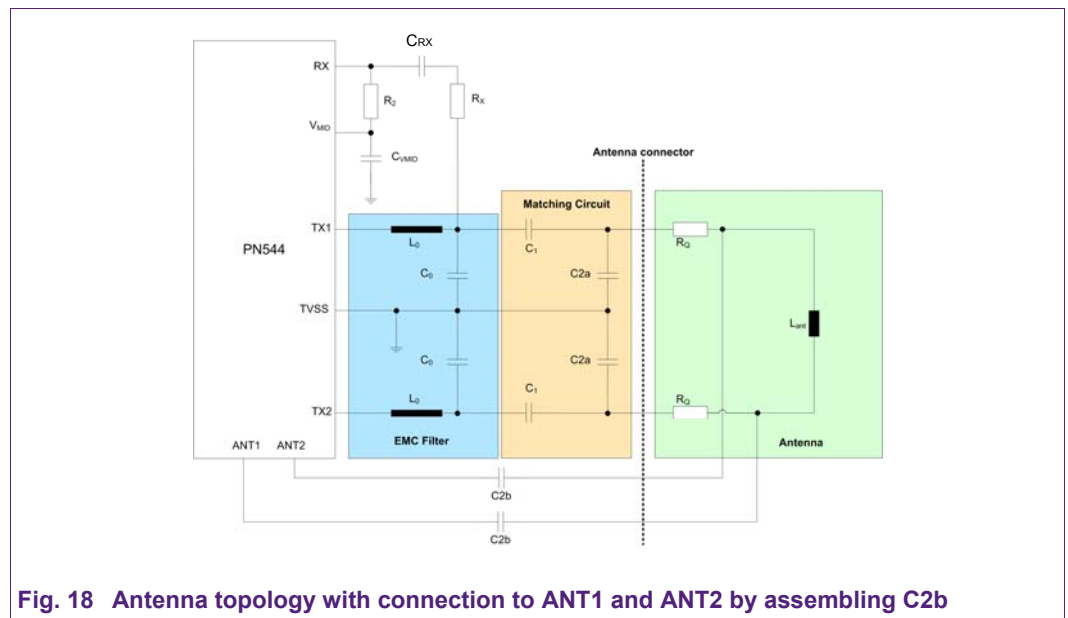 CRX
RX
R2
RX
VMID
CVMID
Antenna connector
Matching Circuit
TX1
L0
C1
RQ
PN544
C0
C2a
TVSS
Lant
C0
C2a
C1
RQ
TX2
L0
ANT1 ANT2
EMC Filter
Antenna
C2b
C2b
Fig. 18 Antenna topology with connection to ANT1 and ANT2 by assembling C2b